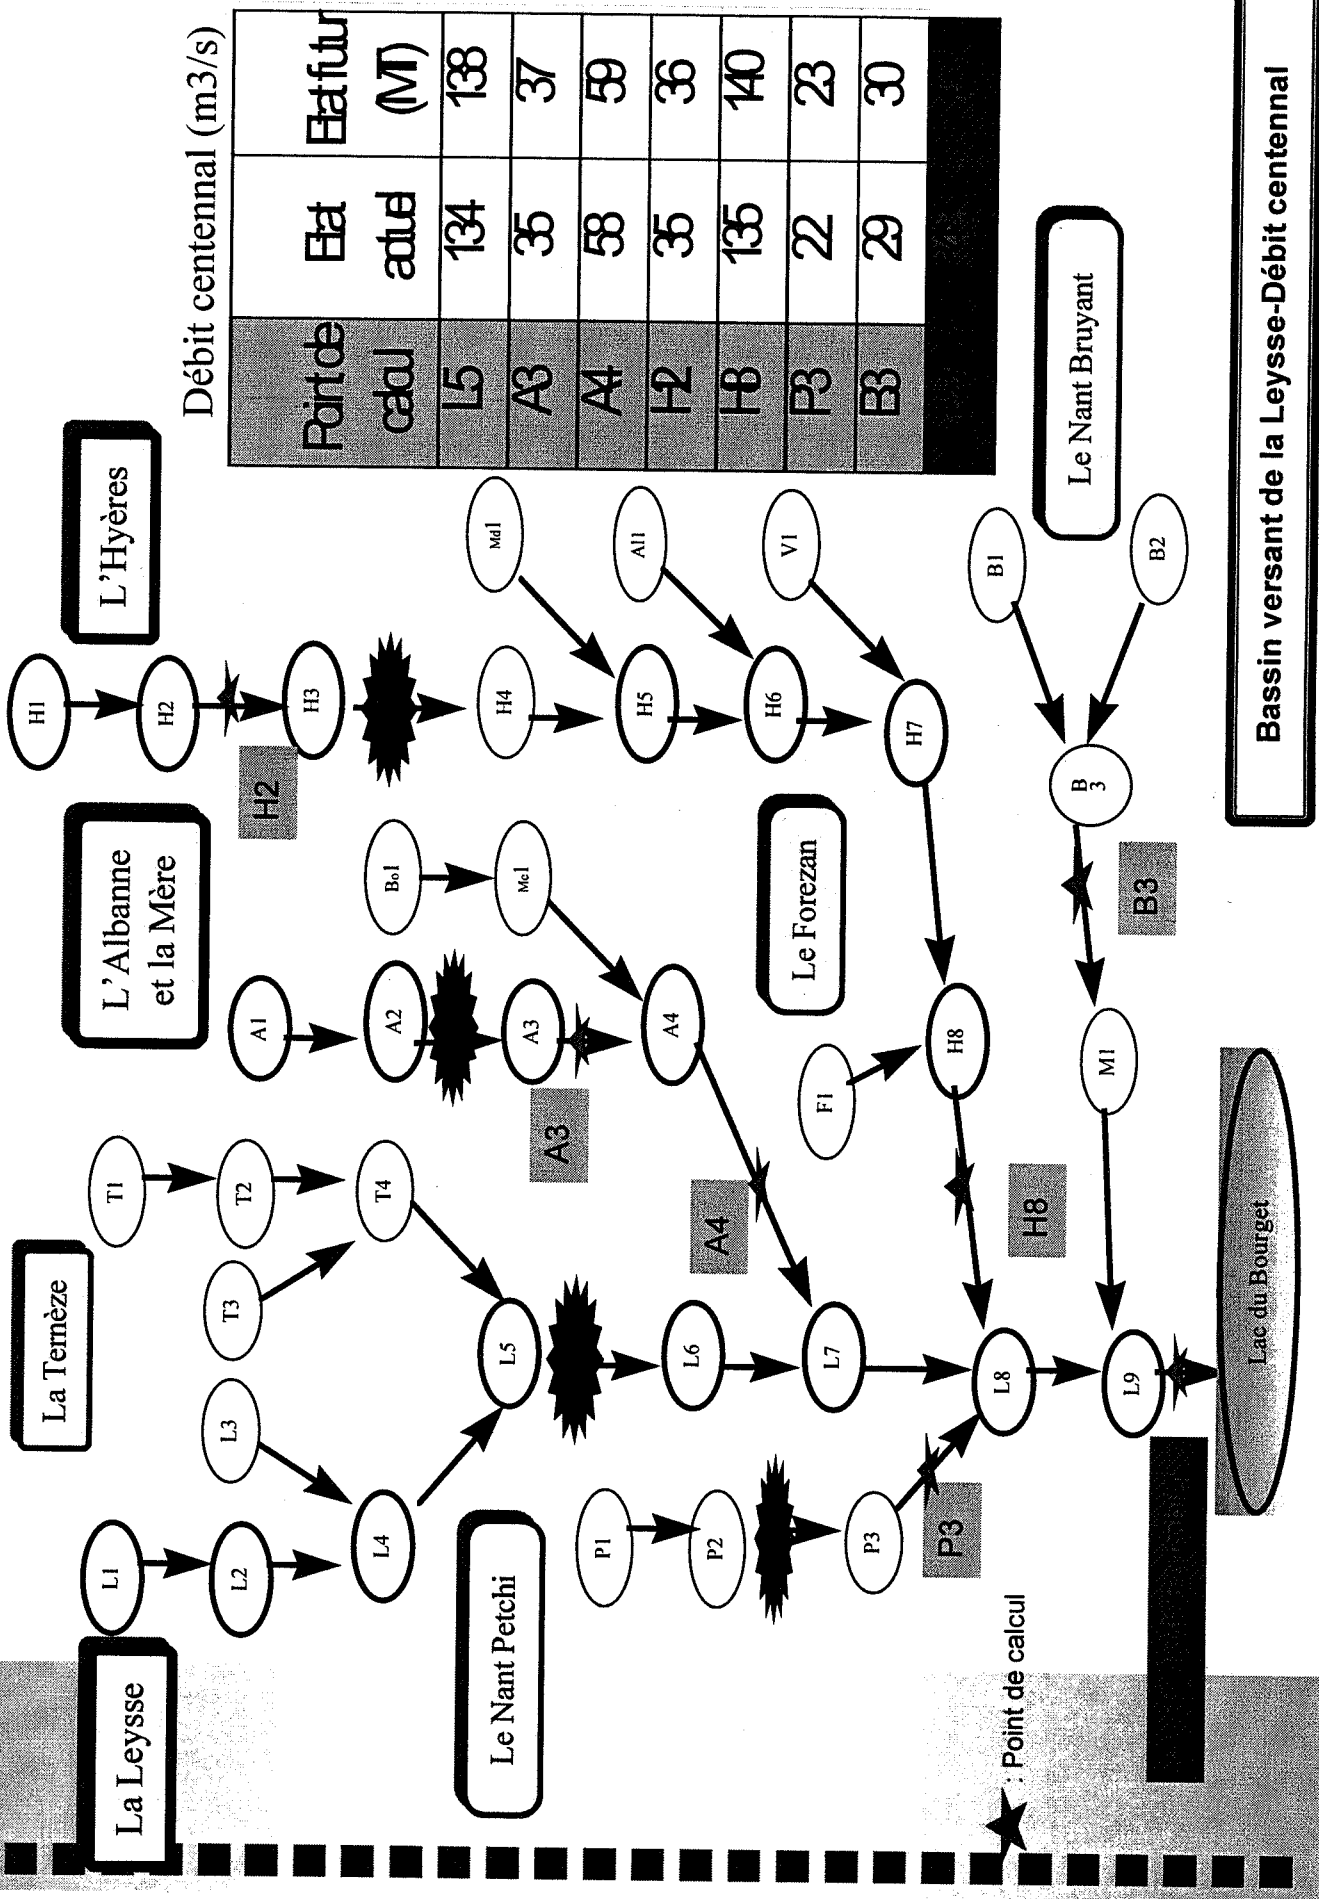 La Leysse
La Ternèze
L'Albanne
et la Mère
L'Hyères
L1
L2
L3
L4
T1
T2
T3
T4
L5
L6
L7
L8
L9
A1
A2
A3
A4
A3
A4
Bo1
Mc1
H1
H2
H2
H3
H4
H5
H6
H7
H8
H8
Md1
Al1
V1
Le Nant Petchi
P1
P2
P3
P3
Le Forezan
F1
Le Nant Bruyant
B1
B2
B3
B3
M1
Lac du Bourget
: Point de calcul
Débit centennal (m3/s)
Point de calcul Etat actuel Etat futur (MT)
L5 134 138
A3 35 37
A4 58 59
H2 35 36
H8 135 140
P3 22 23
B3 29 30
Bassin versant de la Leysse-Débit centennal